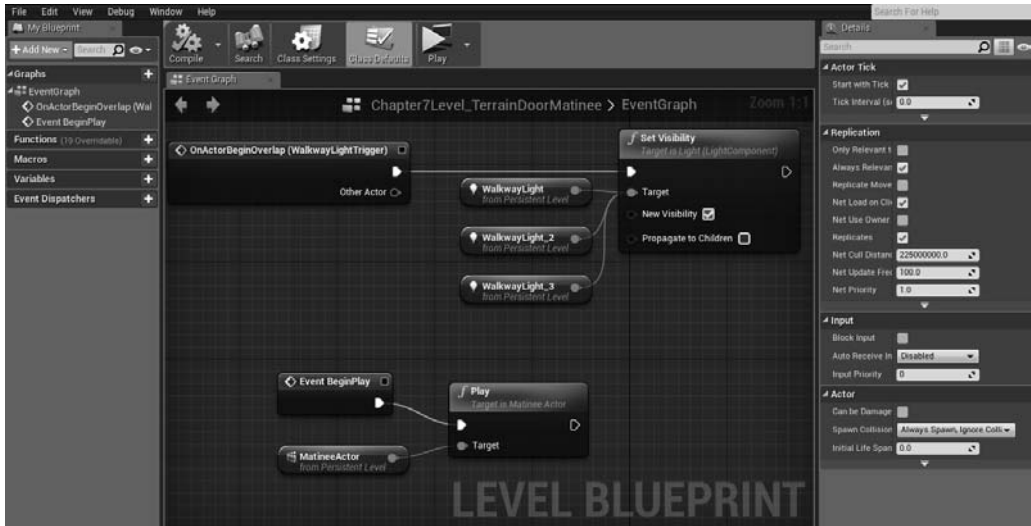 File Edit View Debug Window Help
Search For Help
My Blueprint
Details
+Add New Search
Search
Compile Search Class Settings Class Defaults Play
Graphs
EventGraph
OnActorBeginOverlap (Wal
Event BeginPlay
Functions (19 Overridable)
Macros
Variables
Event Dispatchers
Event Graph
Chapter7Level_TerrainDoorMatinee > EventGraph
Zoom 1:1
OnActorBeginOverlap (WalkwayLightTrigger)
Other Actor
Set Visibility
Target is Light (LightComponent)
Target
New Visibility
Propagate to Children
WalkwayLight
from Persistent Level
WalkwayLight_2
from Persistent Level
WalkwayLight_3
from Persistent Level
Event BeginPlay
Play
Target is Matinee Actor
Target
MatineeActor
from Persistent Level
LEVEL BLUEPRINT
Actor Tick
Start with Tick
Tick Interval (s 0.0
Replication
Only Relevant t
Always Relevan
Replicate Move
Net Load on Cli
Net Use Owner
Replicates
Net Cull Distan 225000000.0
Net Update Fre 100.0
Net Priority 1.0
Input
Block Input
Auto Receive In Disabled
Input Priority 0
Actor
Can be Damage
Spawn Collision Always Spawn, Ignore Colli
Initial Life Span 0.0